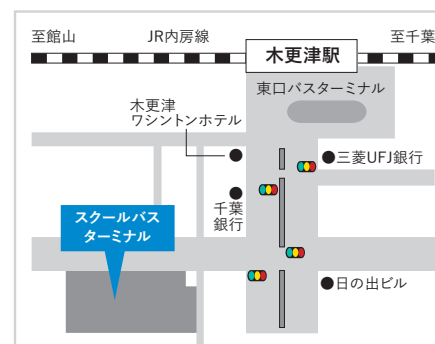 至館山
JR内房線
至千葉
木更津駅
東口バスターミナル
木更津
ワシントンホテル
三菱UFJ銀行
千葉
銀行
スクールバス
ターミナル
日の出ビル